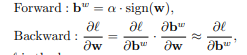 Forward : b^w = α · sign(w),
Backward : ∂ℓ/∂w = ∂ℓ/∂b^w · ∂b^w/∂w ≈ ∂ℓ/∂b^w,